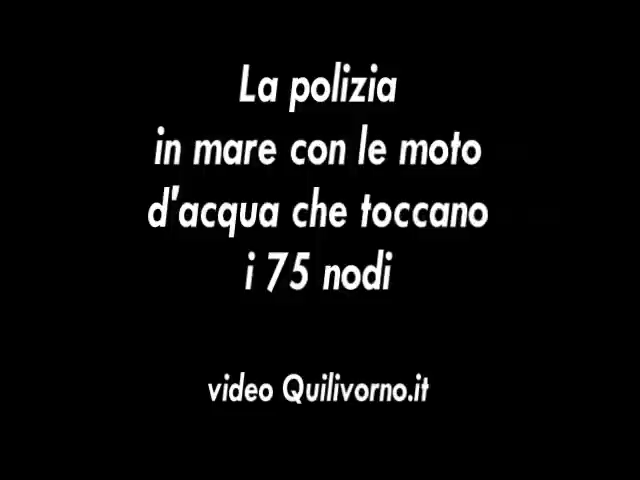 La polizia
in mare con le moto
d'acqua che toccano
i 75 nodi
video Quilivorno.it